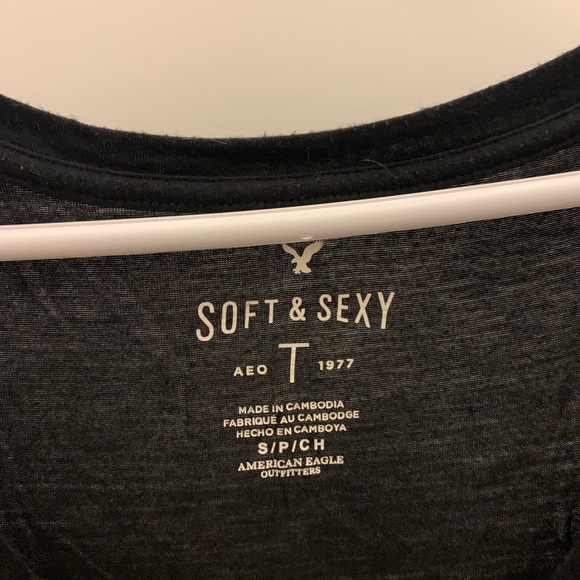 SOFT & SEXY
AEO T 1977
MADE IN CAMBODIA
FABRIQUÉ AU CAMBODGE
HECHO EN CAMBOYA
S/P/CH
AMERICAN EAGLE
OUTFITTERS